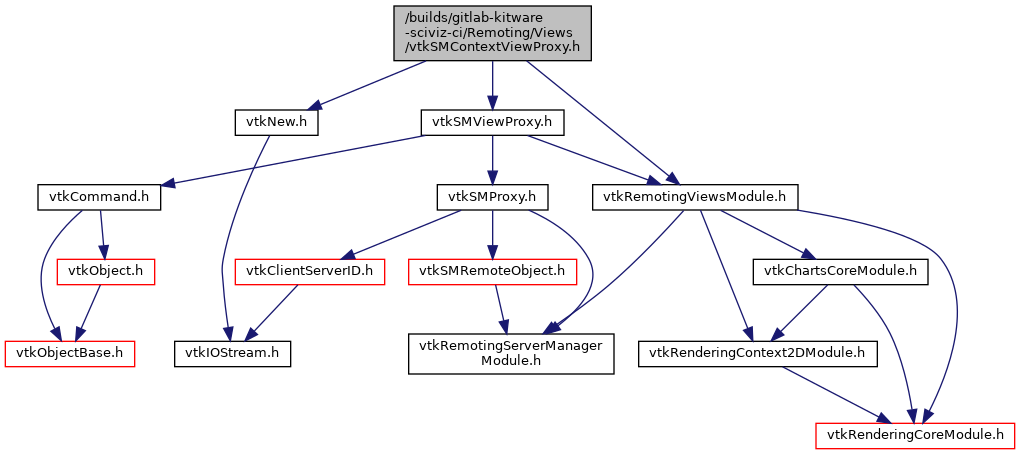 /builds/gitlab-kitware
-sciviz-ci/Remoting/Views
/vtkSMContextViewProxy.h
vtkNew.h
vtkSMViewProxy.h
vtkCommand.h
vtkSMProxy.h
vtkRemotingViewsModule.h
vtkObject.h
vtkClientServerID.h
vtkSMRemoteObject.h
vtkChartsCoreModule.h
vtkObjectBase.h
vtkIOStream.h
vtkRemotingServerManager
Module.h
vtkRenderingContext2DModule.h
vtkRenderingCoreModule.h